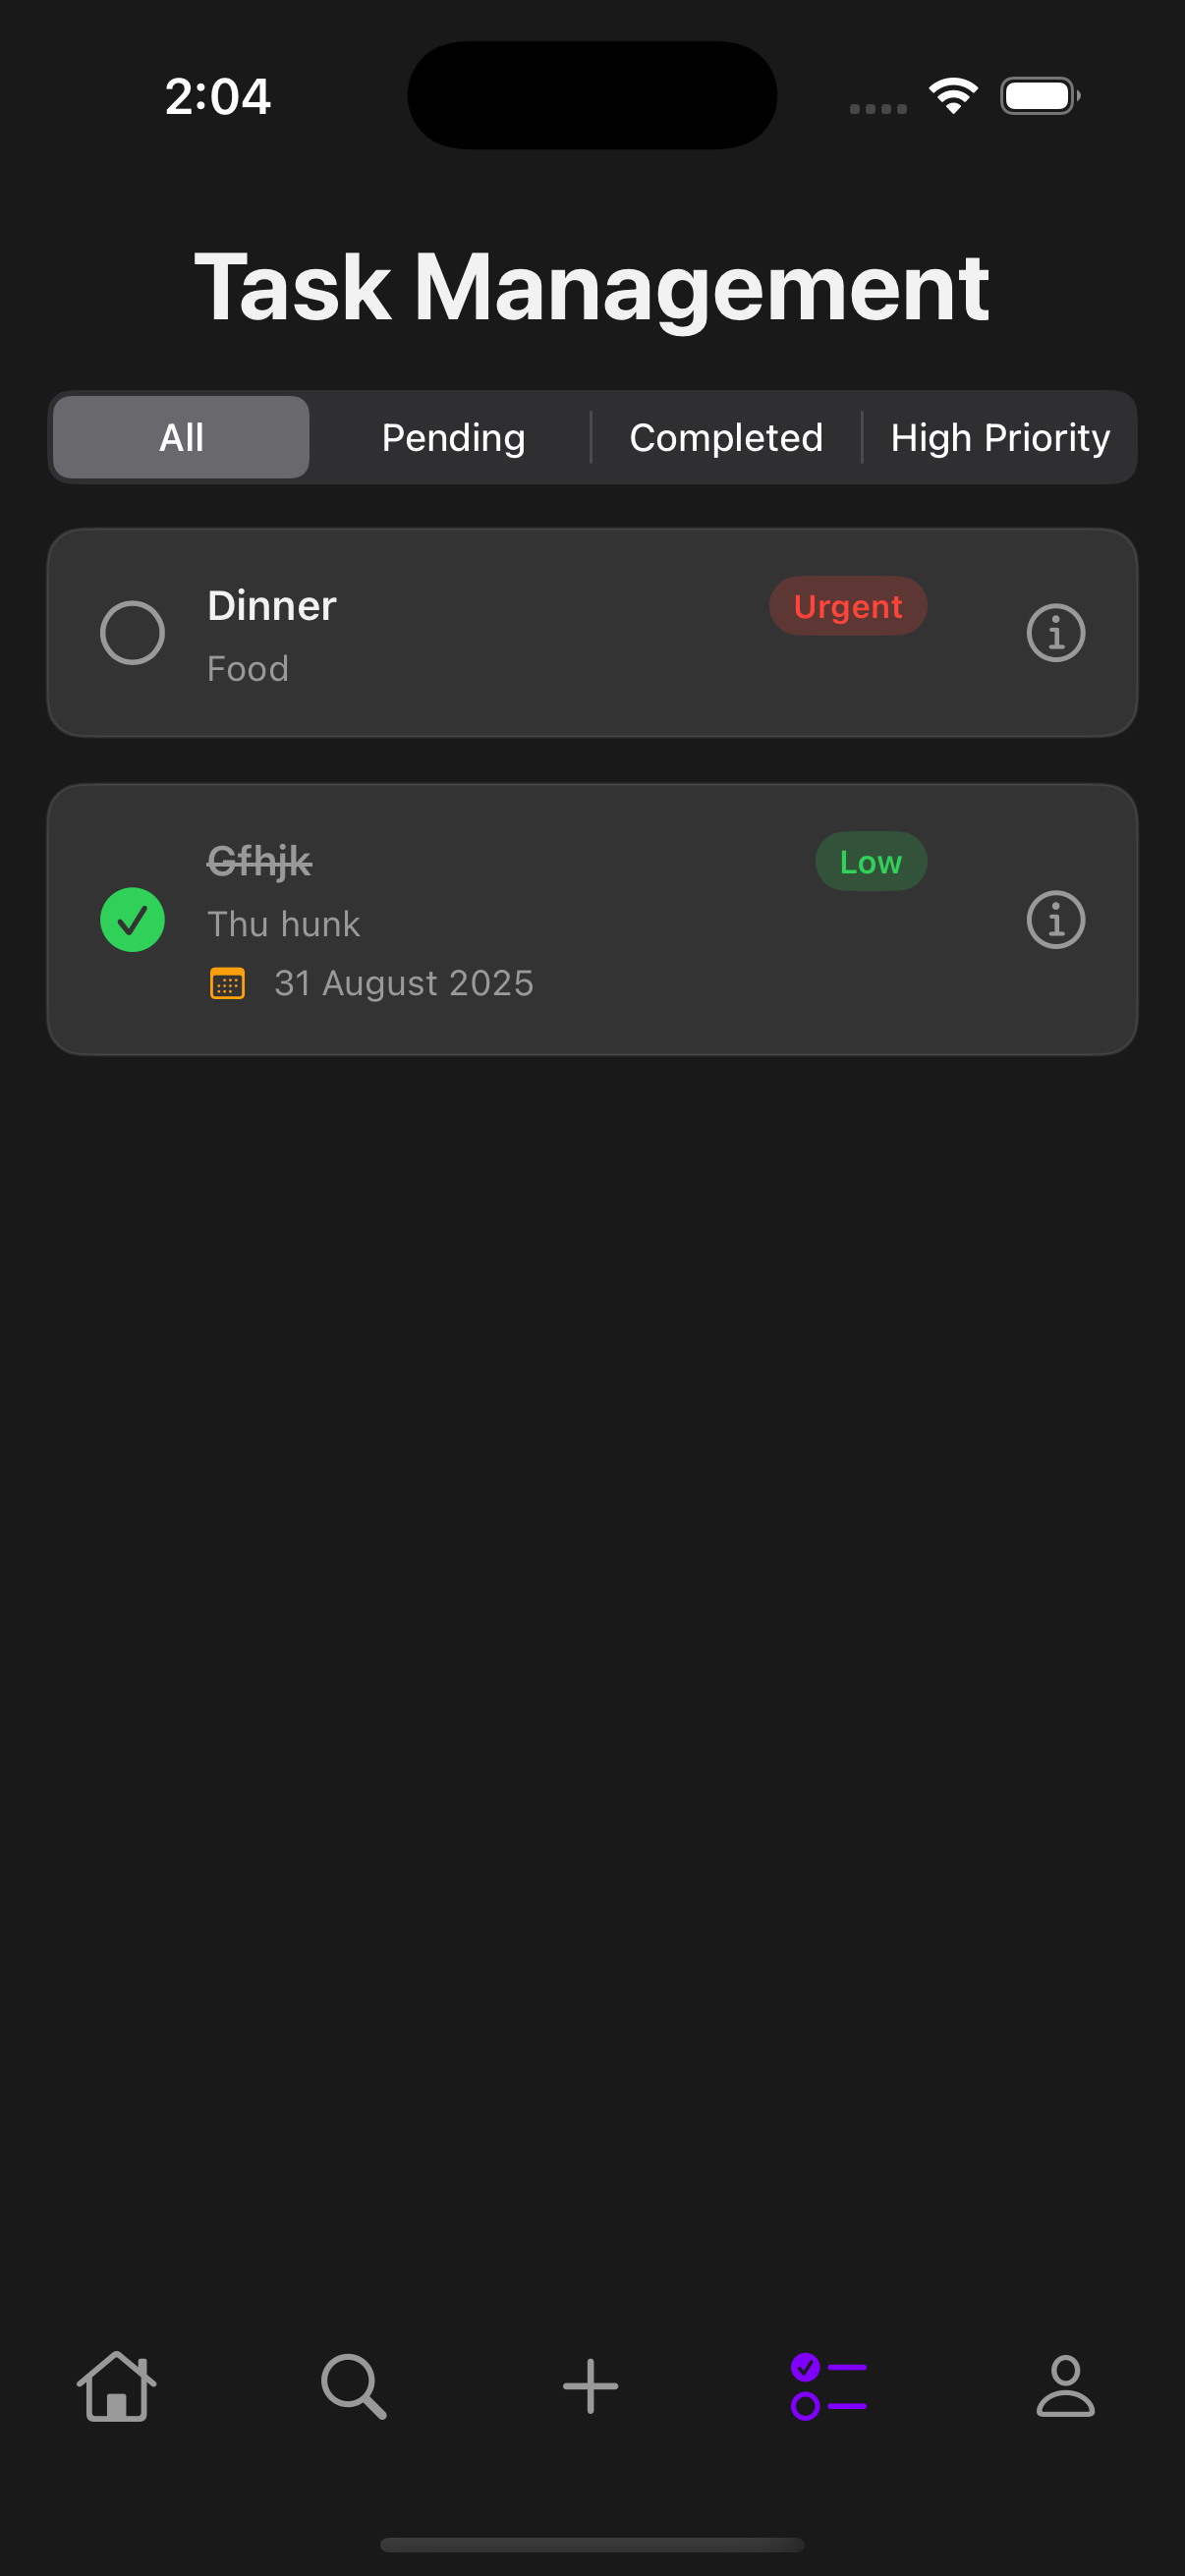 2:04
Task Management
All Pending Completed High Priority
Dinner Urgent
Food
Gfhjk Low
Thu hunk
31 August 2025